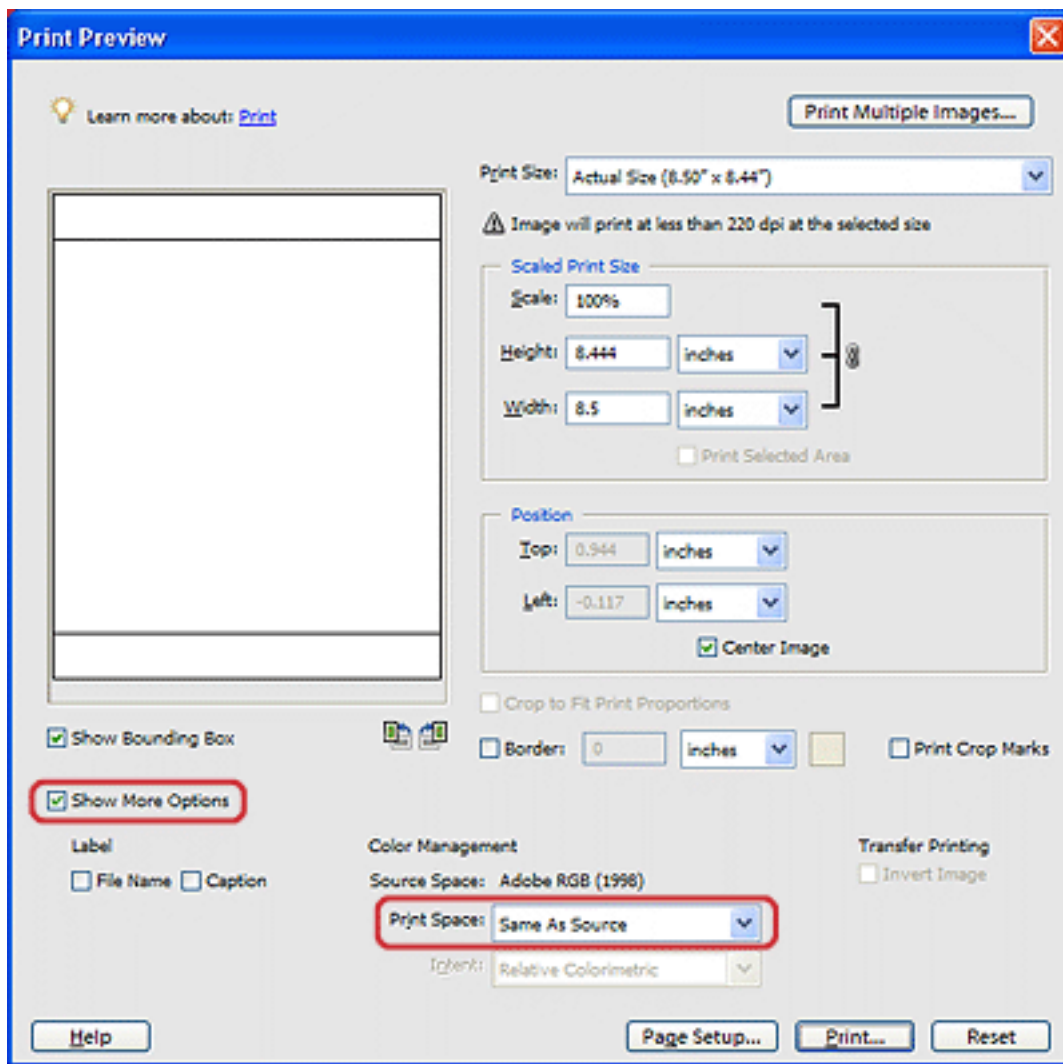 Print Preview
Learn more about: Print
Print Multiple Images...
Print Size: Actual Size (8.50" x 8.44")
Image will print at less than 220 dpi at the selected size
Scaled Print Size
Scale: 100%
Height: 8.444 inches
Width: 8.5 inches
Print Selected Area
Position
Top: 0.944 inches
Left: -0.117 inches
Center Image
Crop to Fit Print Proportions
Show Bounding Box
Border: 0 inches
Print Crop Marks
Show More Options
Label
File Name Caption
Color Management
Source Space: Adobe RGB (1998)
Print Space: Same As Source
Intent: Relative Colorimetric
Transfer Printing
Invert Image
Help
Page Setup...
Print...
Reset